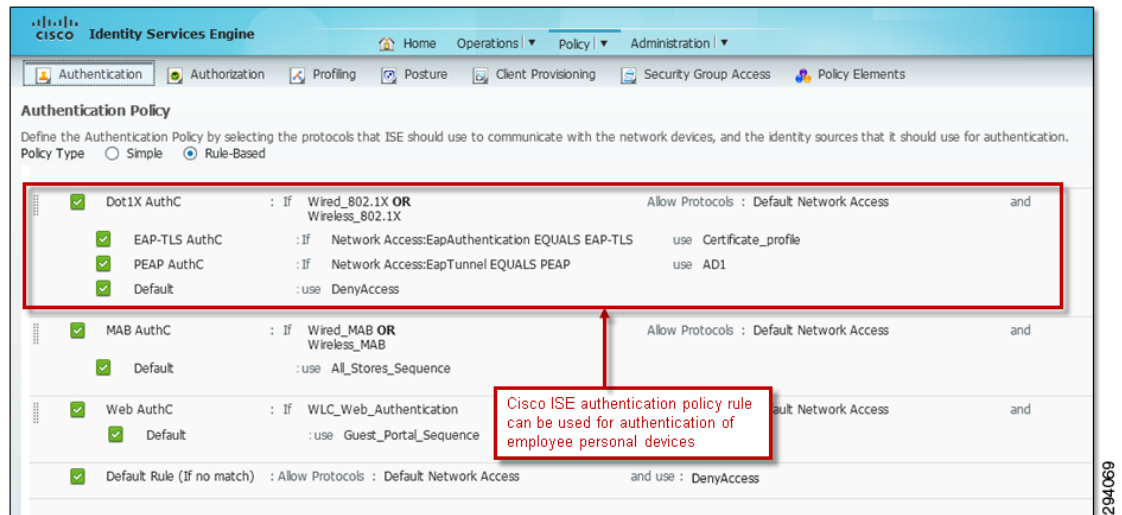 CISCO Identity Services Engine
Home Operations ▼ Policy ▼ Administration ▼
Authentication Authorization Profiling Posture Client Provisioning Security Group Access Policy Elements
Authentication Policy
Define the Authentication Policy by selecting the protocols that ISE should use to communicate with the network devices, and the identity sources that it should use for authentication.
Policy Type Simple Rule-Based
Dot1X AuthC : If Wired_802.1X OR Allow Protocols : Default Network Access and
Wireless_802.1X
EAP-TLS AuthC :If Network Access:EapAuthentication EQUALS EAP-TLS use Certificate_profile
PEAP AuthC :If Network Access:EapTunnel EQUALS PEAP use AD1
Default :use DenyAccess
MAB AuthC : If Wired_MAB OR Allow Protocols : Default Network Access and
Wireless_MAB
Default :use All_Stores_Sequence
Web AuthC : If WLC_Web_Authentication ault Network Access and
Default :use Guest_Portal_Sequence
Cisco ISE authentication policy rule
can be used for authentication of
employee personal devices
Default Rule (If no match) : Allow Protocols : Default Network Access and use : DenyAccess
294069